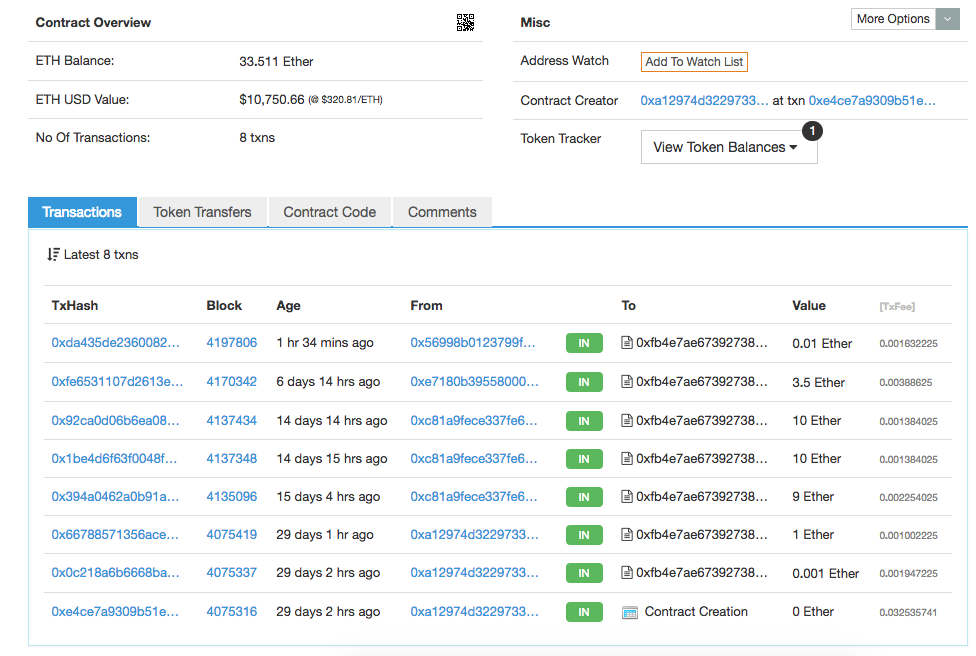 Contract Overview
ETH Balance: 33.511 Ether
ETH USD Value: $10,750.66 (@ $320.81/ETH)
No Of Transactions: 8 txns
Misc More Options
Address Watch Add To Watch List
Contract Creator 0xa12974d3229733... at txn 0xe4ce7a9309b51e...
Token Tracker View Token Balances 1
Transactions Token Transfers Contract Code Comments
Latest 8 txns
TxHash Block Age From To Value [TxFee]
0xda435de2360082... 4197806 1 hr 34 mins ago 0x56998b0123799f... IN 0xfb4e7ae67392738... 0.01 Ether 0.001632225
0xfe6531107d2613e... 4170342 6 days 14 hrs ago 0xe7180b39558000... IN 0xfb4e7ae67392738... 3.5 Ether 0.00388625
0x92ca0d06b6ea08... 4137434 14 days 14 hrs ago 0xc81a9fece337fe6... IN 0xfb4e7ae67392738... 10 Ether 0.001384025
0x1be4d6f63f0048f... 4137348 14 days 15 hrs ago 0xc81a9fece337fe6... IN 0xfb4e7ae67392738... 10 Ether 0.001384025
0x394a0462a0b91a... 4135096 15 days 4 hrs ago 0xc81a9fece337fe6... IN 0xfb4e7ae67392738... 9 Ether 0.002254025
0x66788571356ace... 4075419 29 days 1 hr ago 0xa12974d3229733... IN 0xfb4e7ae67392738... 1 Ether 0.001002225
0x0c218a6b6668ba... 4075337 29 days 2 hrs ago 0xa12974d3229733... IN 0xfb4e7ae67392738... 0.001 Ether 0.001947225
0xe4ce7a9309b51e... 4075316 29 days 2 hrs ago 0xa12974d3229733... IN Contract Creation 0 Ether 0.032535741